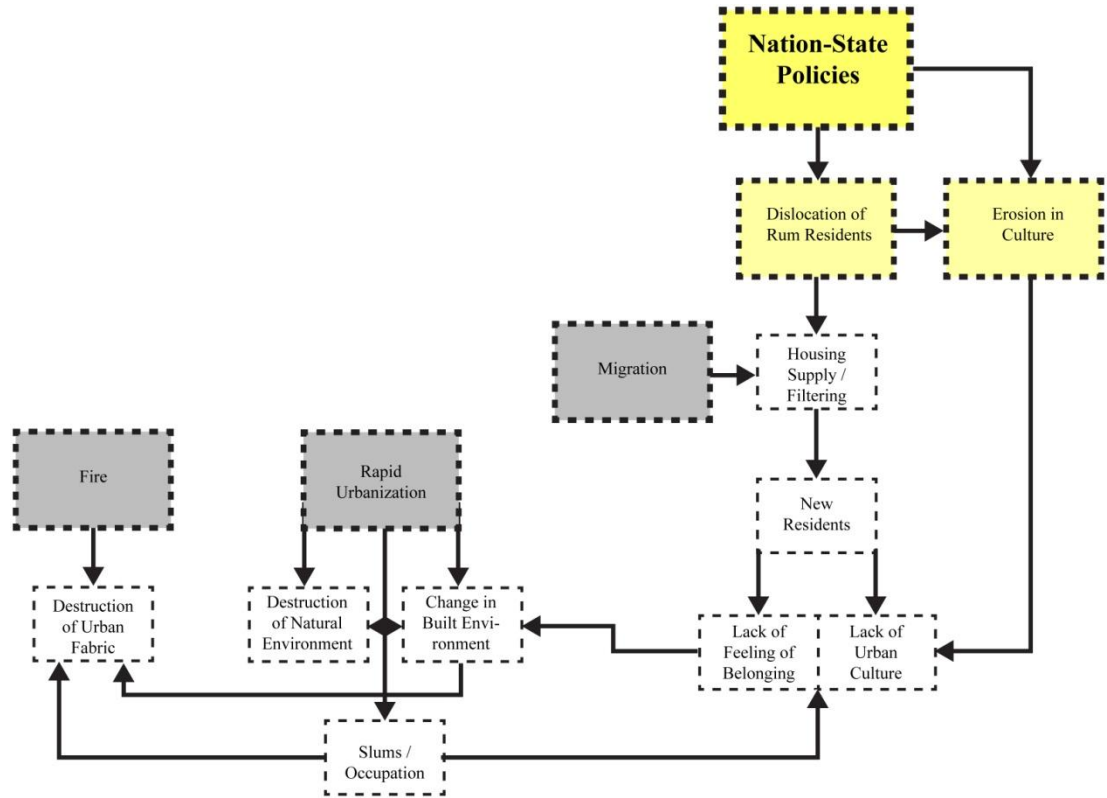 Nation-State
Policies
Dislocation of
Rum Residents
Erosion in
Culture
Migration
Housing
Supply /
Filtering
Fire
Rapid
Urbanization
New
Residents
Destruction
of Urban
Fabric
Destruction
of Natural
Environment
Change in
Built Envi-
ronment
Lack of
Feeling of
Belonging
Lack of
Urban
Culture
Slums /
Occupation